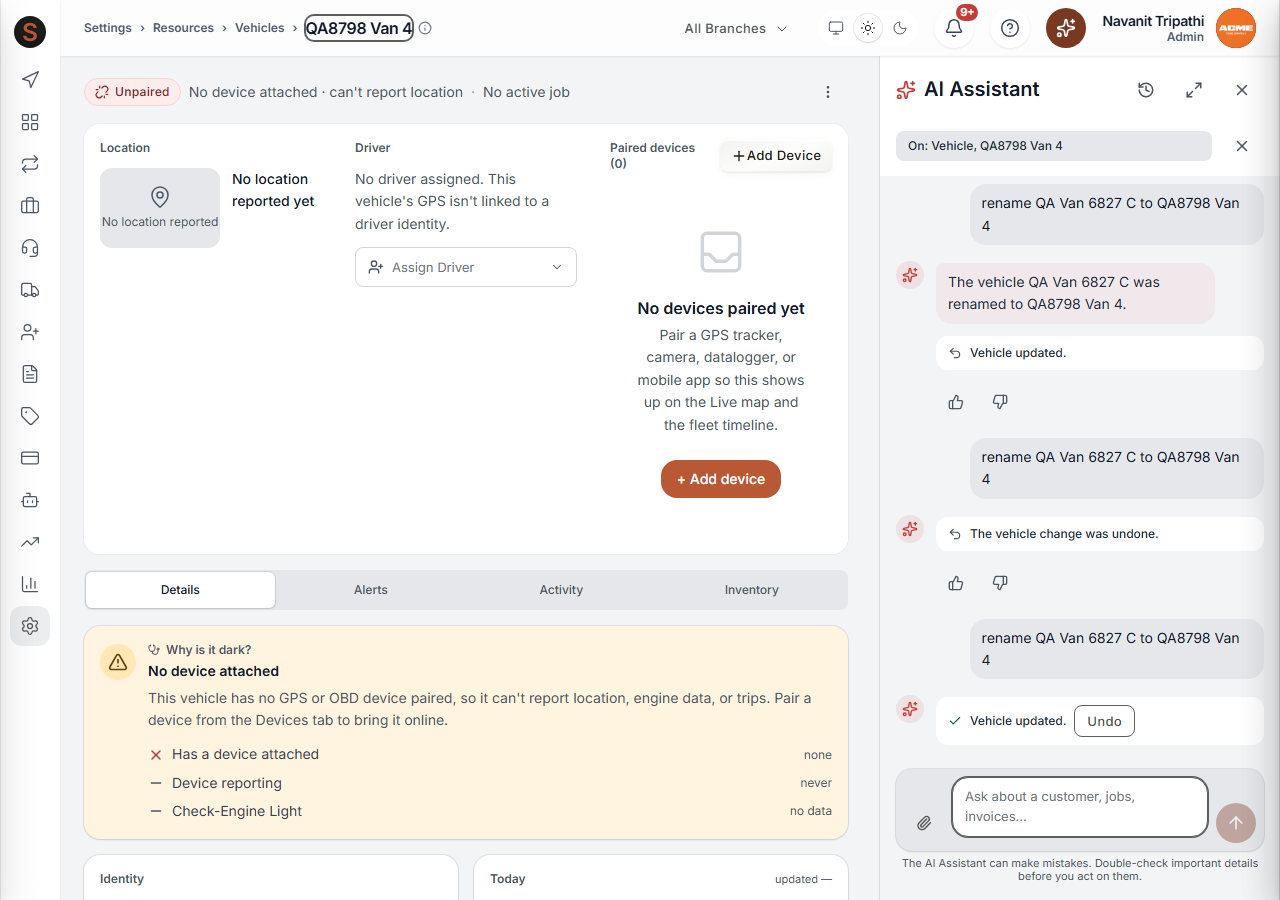 S
Settings › Resources › Vehicles › QA8798 Van 4
All Branches
9+
Navanit Tripathi
Admin
ACME
Unpaired
No device attached · can't report location · No active job
Location
No location reported
No location
reported yet
Driver
No driver assigned. This
vehicle's GPS isn't linked to a
driver identity.
Assign Driver
Paired devices
(0)
+ Add Device
No devices paired yet
Pair a GPS tracker,
camera, datalogger, or
mobile app so this shows
up on the Live map and
the fleet timeline.
+ Add device
Details
Alerts
Activity
Inventory
Why is it dark?
No device attached
This vehicle has no GPS or OBD device paired, so it can't report location, engine data, or trips. Pair a
device from the Devices tab to bring it online.
Has a device attached none
Device reporting never
Check-Engine Light no data
Identity
Today updated —
AI Assistant
On: Vehicle, QA8798 Van 4
rename QA Van 6827 C to QA8798 Van
4
The vehicle QA Van 6827 C was
renamed to QA8798 Van 4.
Vehicle updated.
rename QA Van 6827 C to QA8798 Van
4
The vehicle change was undone.
rename QA Van 6827 C to QA8798 Van
4
Vehicle updated. Undo
Ask about a customer, jobs,
invoices...
The AI Assistant can make mistakes. Double-check important details
before you act on them.